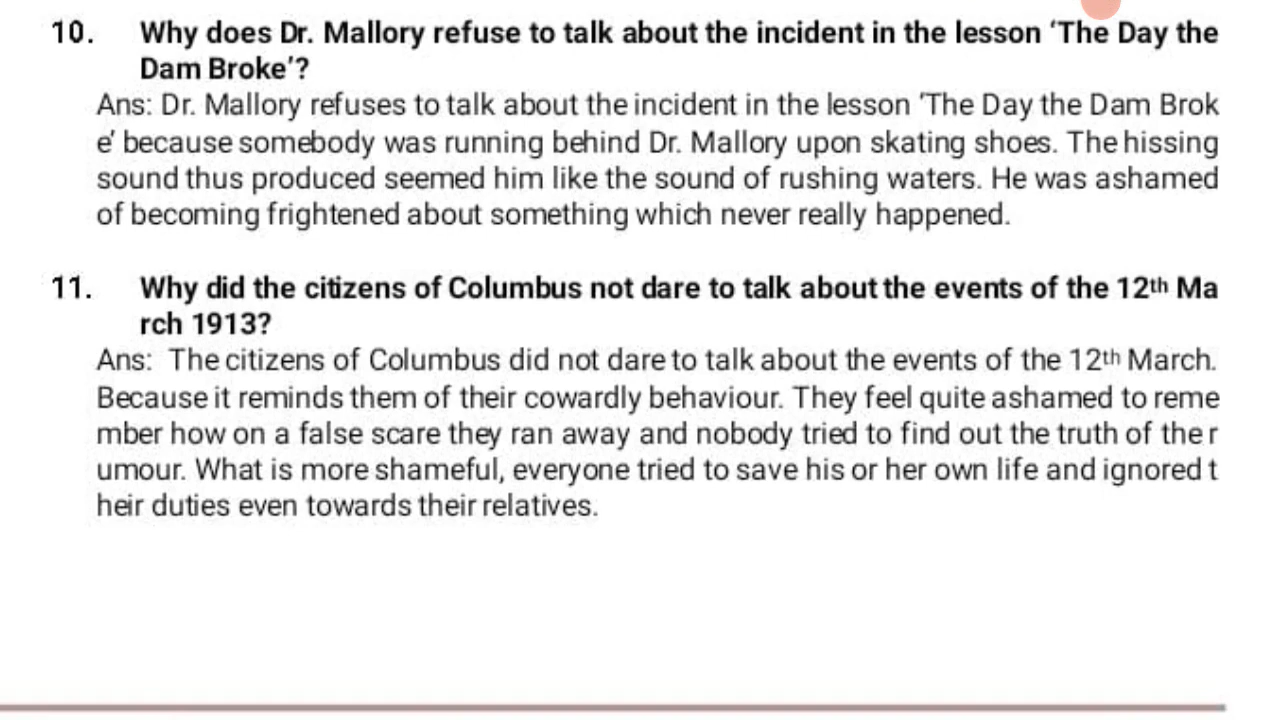 10. Why does Dr. Mallory refuse to talk about the incident in the lesson ‘The Day the
Dam Broke’?
Ans: Dr. Mallory refuses to talk about the incident in the lesson ‘The Day the Dam Brok
e’ because somebody was running behind Dr. Mallory upon skating shoes. The hissing
sound thus produced seemed him like the sound of rushing waters. He was ashamed
of becoming frightened about something which never really happened.
11. Why did the citizens of Columbus not dare to talk about the events of the 12th Ma
rch 1913?
Ans: The citizens of Columbus did not dare to talk about the events of the 12th March.
Because it reminds them of their cowardly behaviour. They feel quite ashamed to reme
mber how on a false scare they ran away and nobody tried to find out the truth of the r
umour. What is more shameful, everyone tried to save his or her own life and ignored t
heir duties even towards their relatives.